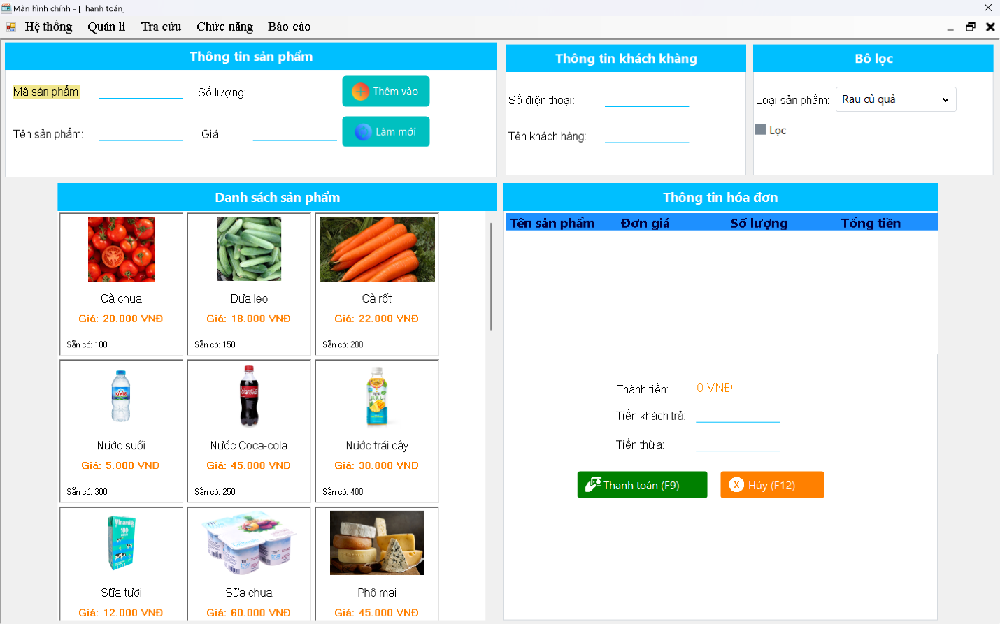 Màn hình chính - [Thanh toán]
Hệ thống Quản lí Tra cứu Chức năng Báo cáo
Thông tin sản phẩm
Mã sản phẩm
Số lượng:
Thêm vào
Tên sản phẩm:
Giá:
Làm mới
Thông tin khách khàng
Số điện thoại:
Tên khách hàng:
Bô lọc
Loại sản phẩm: Rau củ quả
Lọc
Danh sách sản phẩm
Cà chua
Giá: 20.000 VNĐ
Sẵn có: 100
Dưa leo
Giá: 18.000 VNĐ
Sẵn có: 150
Cà rốt
Giá: 22.000 VNĐ
Sẵn có: 200
LaVie
Nước suối
Giá: 5.000 VNĐ
Sẵn có: 300
Coca-Cola
Nước Coca-cola
Giá: 45.000 VNĐ
Sẵn có: 250
Nước trái cây
Giá: 30.000 VNĐ
Sẵn có: 400
Vinamilk
100%
Sữa tươi
Giá: 12.000 VNĐ
Sữa chua
Giá: 60.000 VNĐ
Phô mai
Giá: 45.000 VNĐ
Thông tin hóa đơn
Tên sản phẩm Đơn giá Số lượng Tổng tiền
Thành tiền: 0 VNĐ
Tiền khách trả:
Tiền thừa:
Thanh toán (F9)
X Hủy (F12)